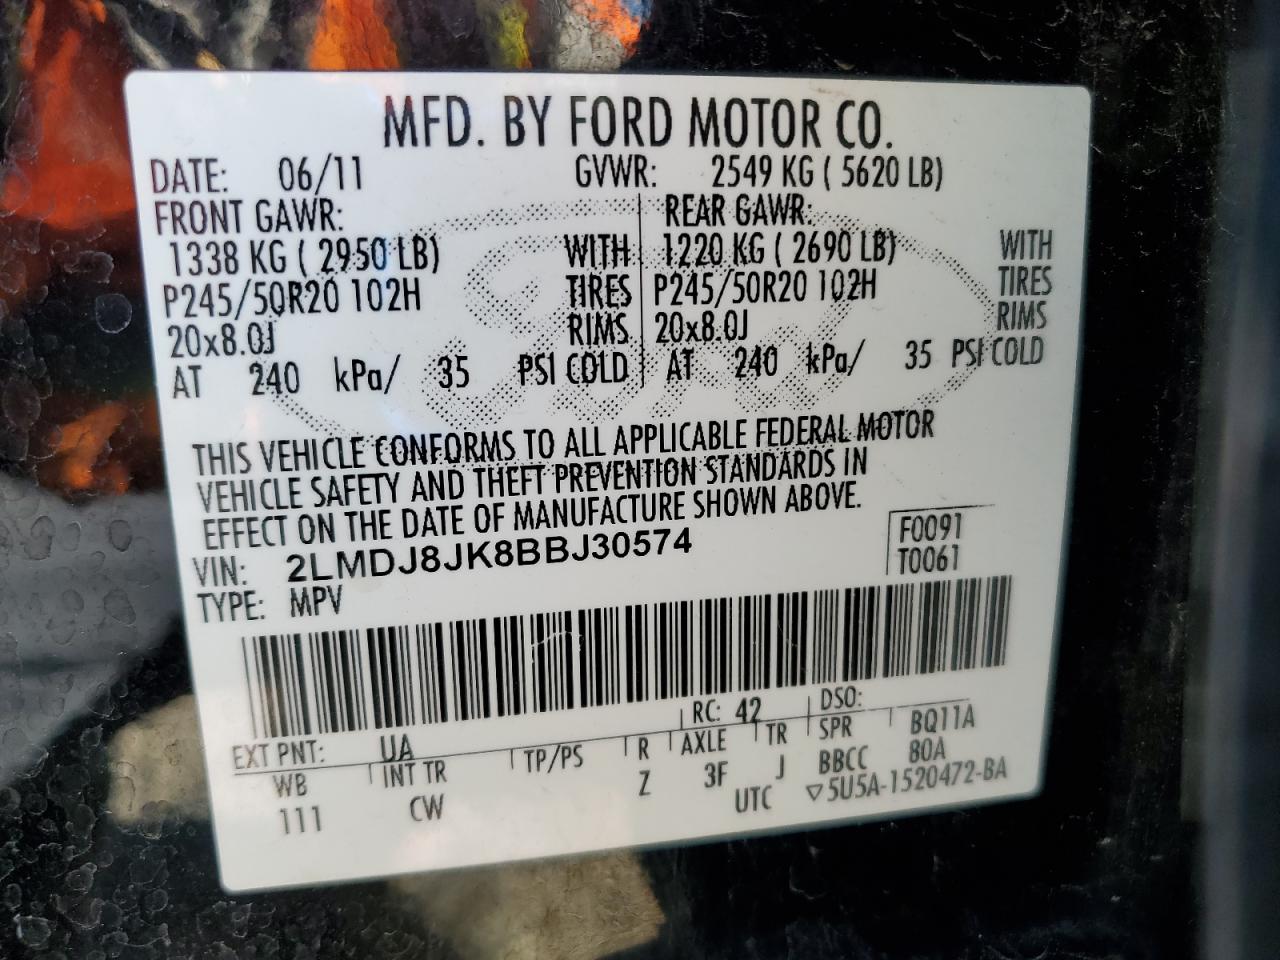 MFD. BY FORD MOTOR CO.
DATE: 06/11 GVWR: 2549 KG ( 5620 LB)
FRONT GAWR: REAR GAWR:
1338 KG ( 2950 LB) WITH 1220 KG ( 2690 LB) WITH
P245/50R20 102H TIRES P245/50R20 102H TIRES
20x8.0J RIMS 20x8.0J RIMS
AT 240 kPa/ 35 PSI COLD AT 240 kPa/ 35 PSI COLD
THIS VEHICLE CONFORMS TO ALL APPLICABLE FEDERAL MOTOR
VEHICLE SAFETY AND THEFT PREVENTION STANDARDS IN
EFFECT ON THE DATE OF MANUFACTURE SHOWN ABOVE.
VIN: 2LMDJ8JK8BBJ30574 F0091
TYPE: MPV T0061
EXT PNT: UA RC: 42 DSO:
WB INT TR TP/PS R AXLE TR SPR BQ11A
111 CW Z 3F J BBCC 80A
UTC ▽5U5A-1520472-BA